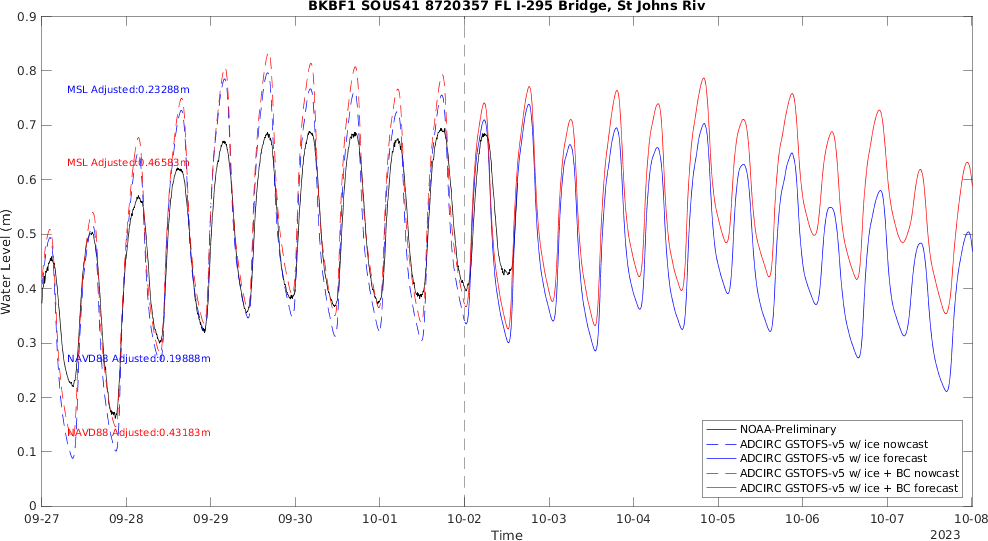 BKBF1 SOUS41 8720357 FL I-295 Bridge, St Johns Riv
0.9
0.8
0.7
0.6
0.5
0.4
0.3
0.2
0.1
0
Water Level (m)
MSL Adjusted:0.23288m
MSL Adjusted:0.46583m
NAVD88 Adjusted:0.19888m
NAVD88 Adjusted:0.43183m
NOAA-Preliminary
ADCIRC GSTOFS-v5 w/ ice nowcast
ADCIRC GSTOFS-v5 w/ ice forecast
ADCIRC GSTOFS-v5 w/ ice + BC nowcast
ADCIRC GSTOFS-v5 w/ ice + BC forecast
09-27 09-28 09-29 09-30 10-01 10-02 10-03 10-04 10-05 10-06 10-07 10-08
Time
2023